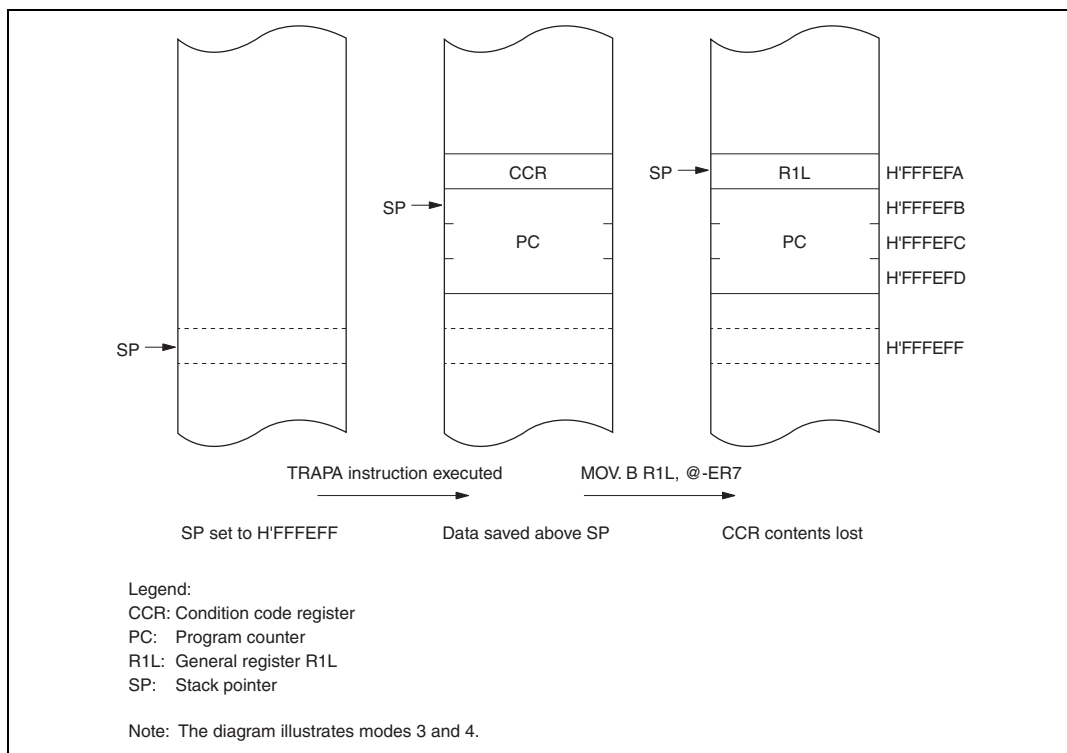 CCR
SP
R1L
H'FFFEFA
SP
H'FFFEFB
PC
PC
H'FFFEFC
H'FFFEFD
SP
H'FFFEFF
TRAPA instruction executed
MOV. B R1L, @-ER7
SP set to H'FFFEFF
Data saved above SP
CCR contents lost
Legend:
CCR: Condition code register
PC: Program counter
R1L: General register R1L
SP: Stack pointer
Note: The diagram illustrates modes 3 and 4.